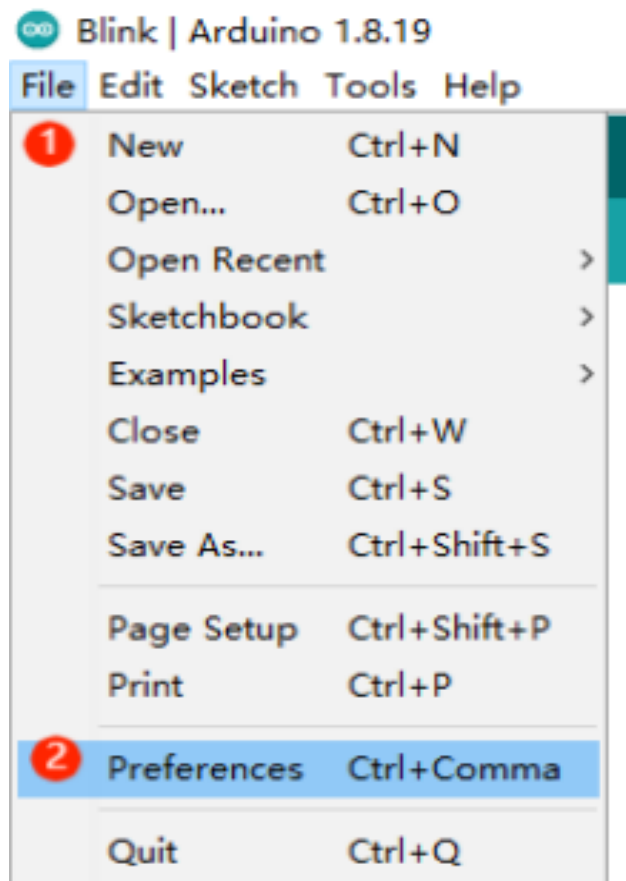 Blink | Arduino 1.8.19
File Edit Sketch Tools Help
1 New Ctrl+N
Open... Ctrl+O
Open Recent >
Sketchbook >
Examples >
Close Ctrl+W
Save Ctrl+S
Save As... Ctrl+Shift+S
Page Setup Ctrl+Shift+P
Print Ctrl+P
2 Preferences Ctrl+Comma
Quit Ctrl+Q